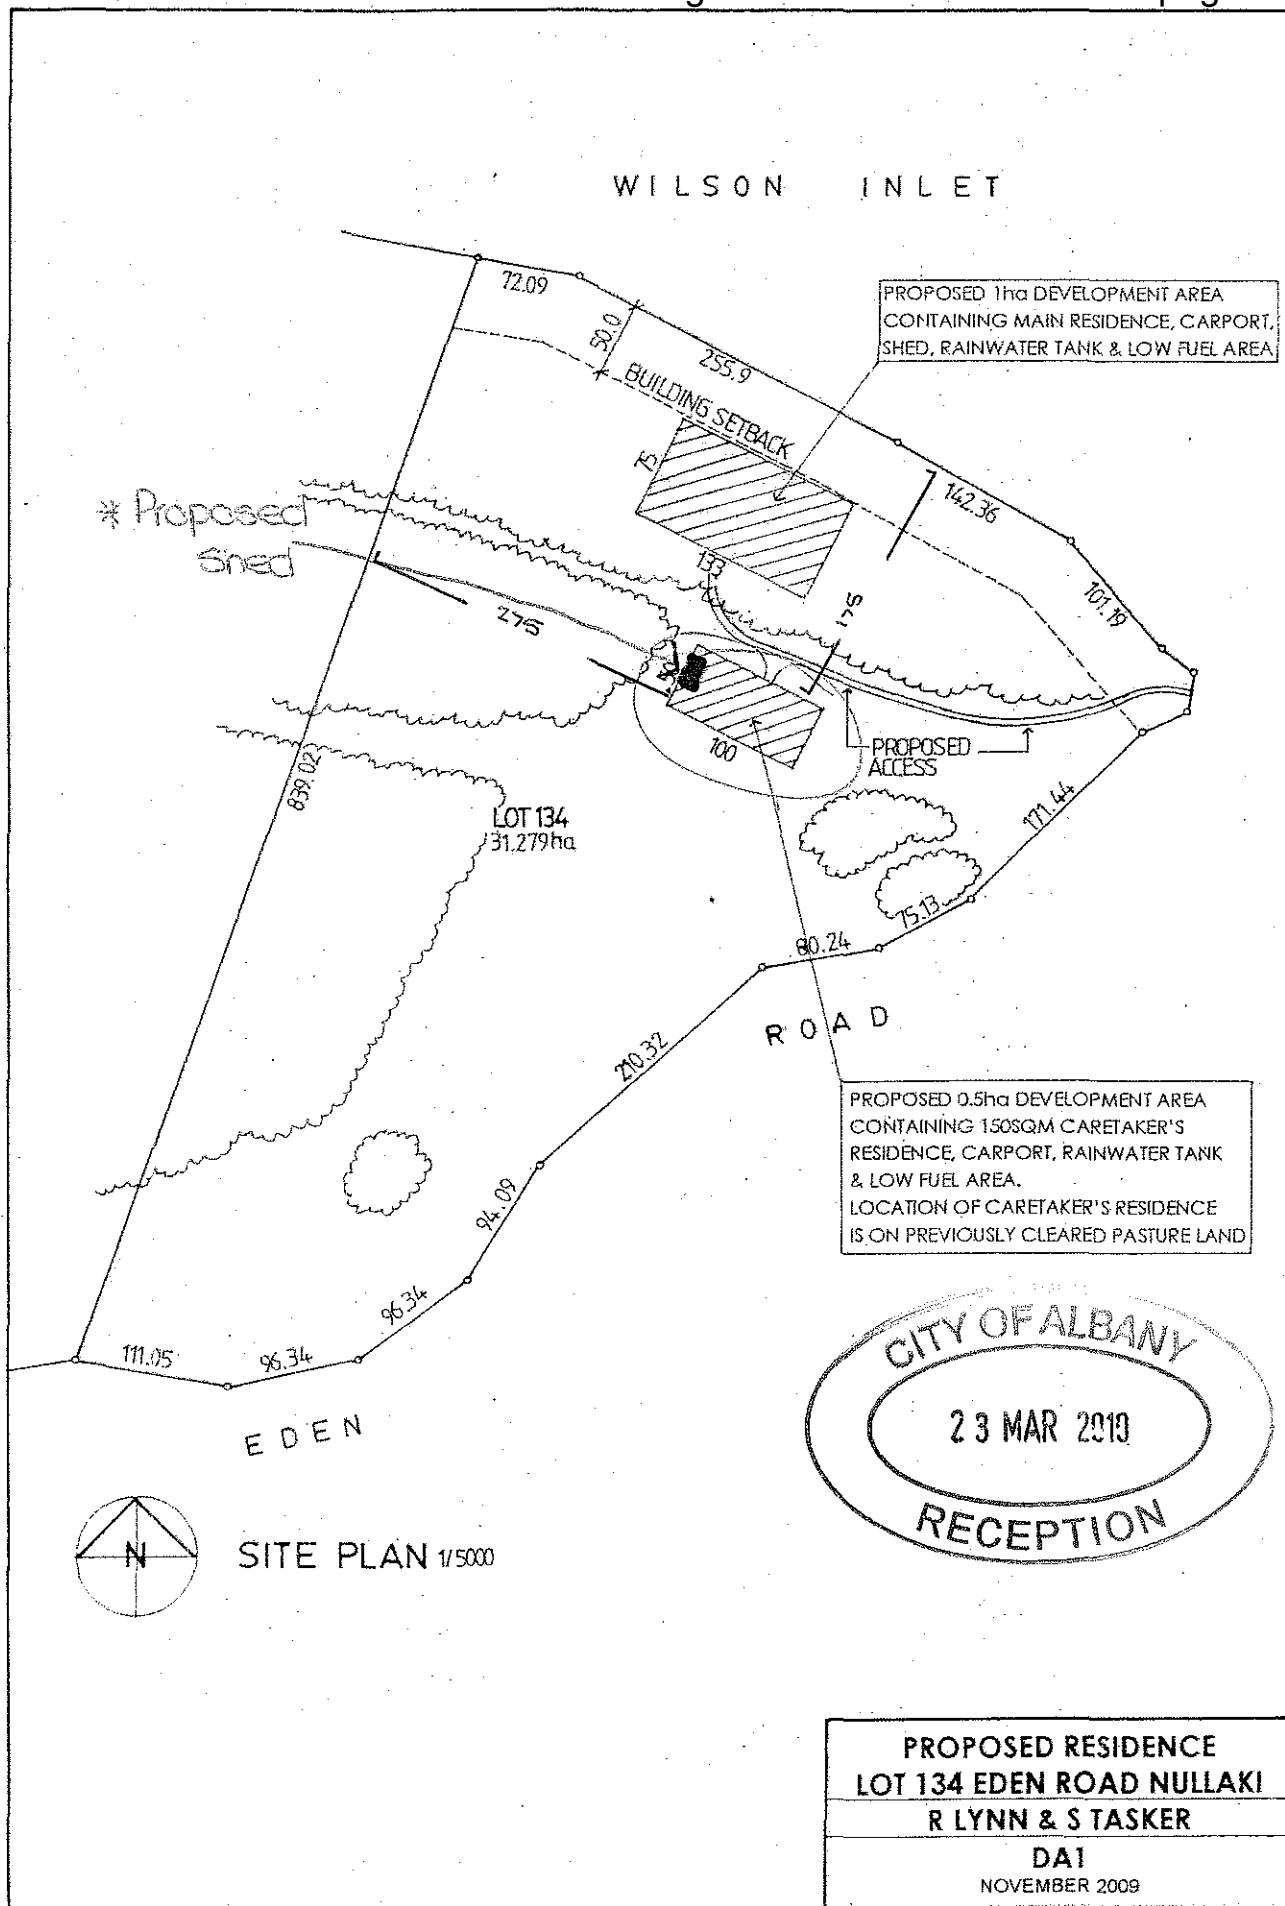 WILSON INLET
72.09
50.0
255.9
PROPOSED 1ha DEVELOPMENT AREA
CONTAINING MAIN RESIDENCE, CARPORT,
SHED, RAINWATER TANK & LOW FUEL AREA
BUILDING SETBACK
75
142.36
* Proposed
Shed
133
101.19
275
175
50
100
PROPOSED
ACCESS
839.02
LOT 134
31.279ha
171.44
75.13
80.24
ROAD
210.32
PROPOSED 0.5ha DEVELOPMENT AREA
CONTAINING 150SQM CARETAKER'S
RESIDENCE, CARPORT, RAINWATER TANK
& LOW FUEL AREA.
LOCATION OF CARETAKER'S RESIDENCE
IS ON PREVIOUSLY CLEARED PASTURE LAND
94.09
96.34
111.05
96.34
EDEN
CITY OF ALBANY
23 MAR 2010
RECEPTION
N
SITE PLAN 1/5000
PROPOSED RESIDENCE
LOT 134 EDEN ROAD NULLAKI
R LYNN & S TASKER
DA1
NOVEMBER 2009